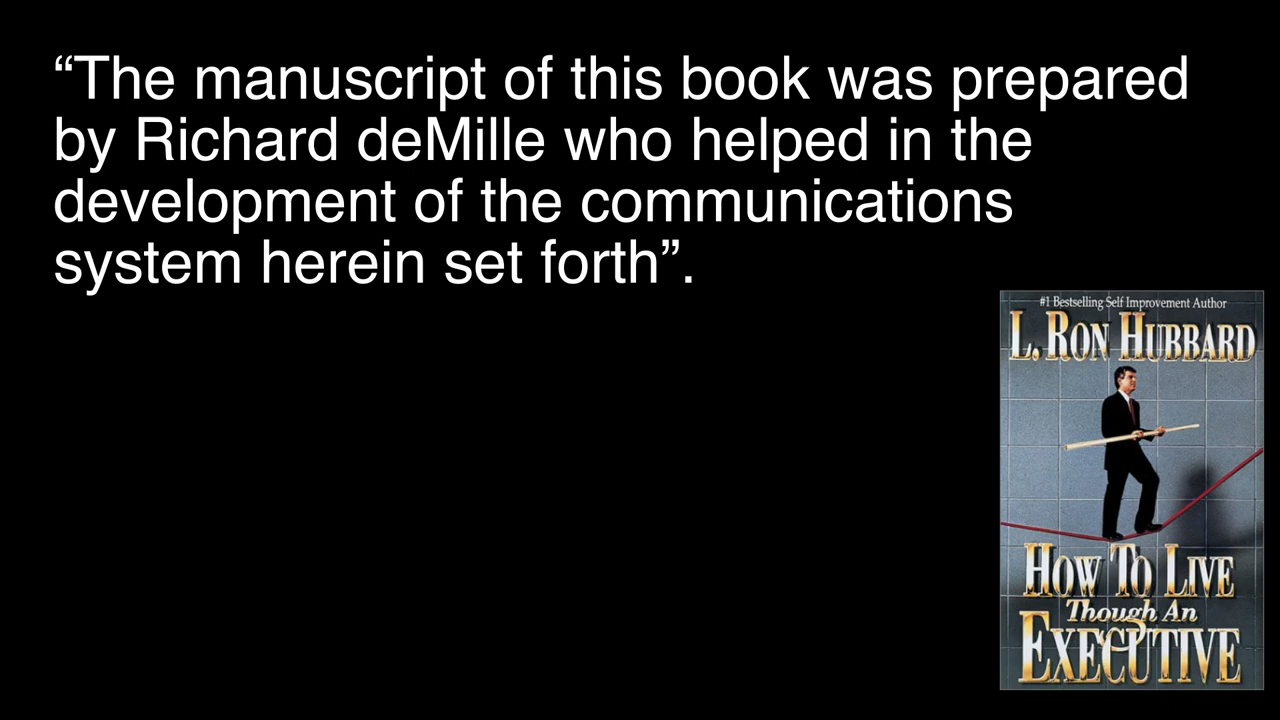 “The manuscript of this book was prepared
by Richard deMille who helped in the
development of the communications
system herein set forth”.
#1 Bestselling Self Improvement Author
L. RON HUBBARD
HOW TO LIVE
Though An
EXECUTIVE